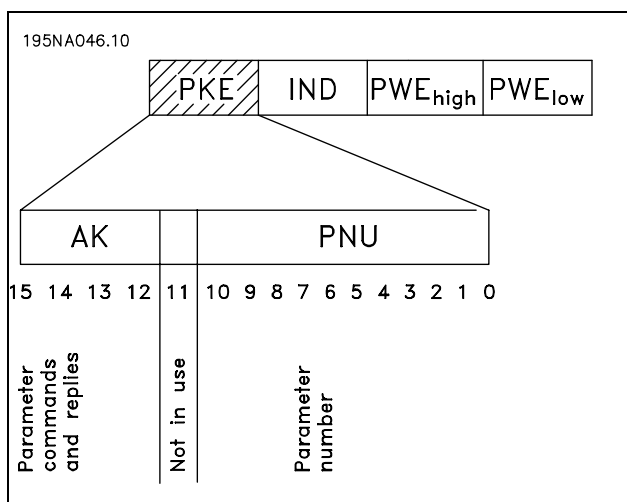 195NA046.10
PKE IND PWEhigh PWElow
AK PNU
15 14 13 12 11 10 9 8 7 6 5 4 3 2 1 0
Parameter
commands
and replies
Not in use
Parameter
number